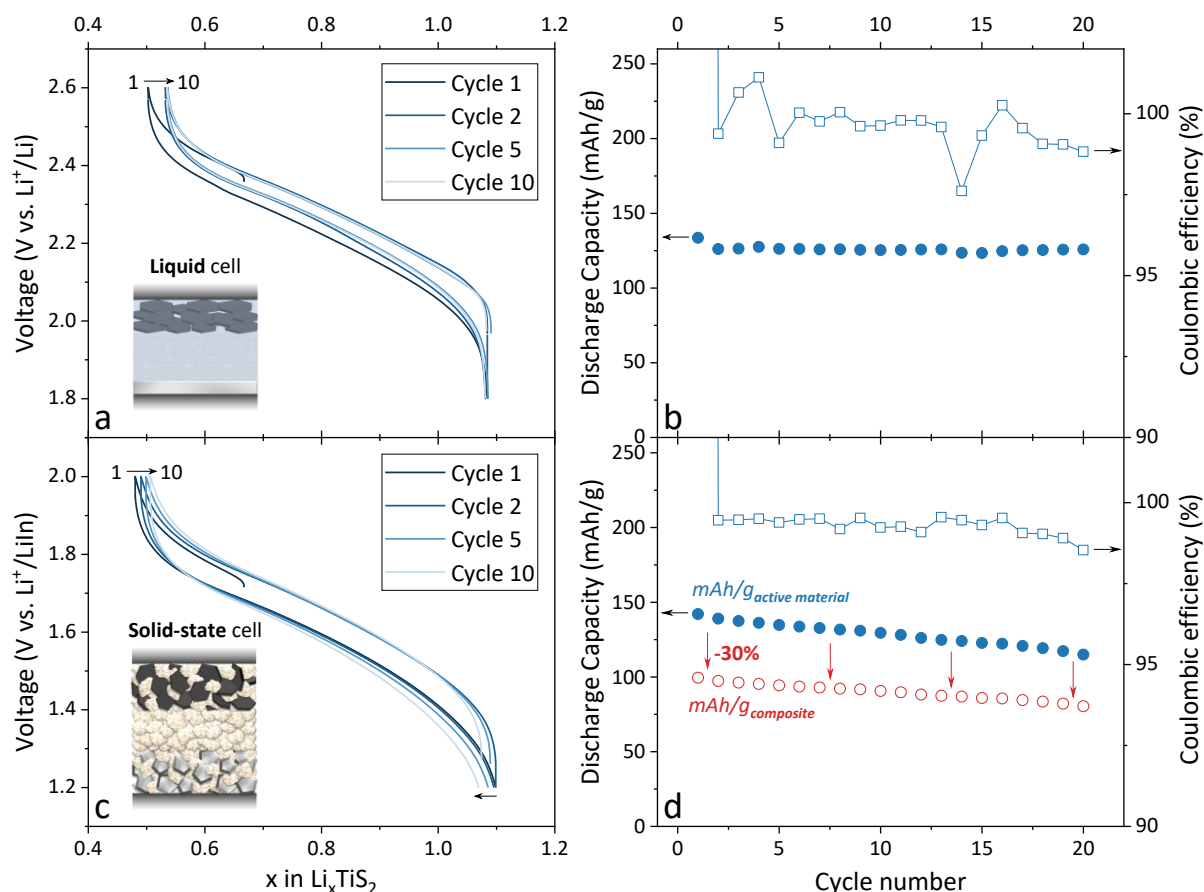 0.4 0.6 0.8 1.0 1.2
0 5 10 15 20
2.6
2.4
2.2
2.0
1.8
Voltage (V vs. Li⁺/Li)
1 10
Cycle 1
Cycle 2
Cycle 5
Cycle 10
Liquid cell
a
250
200
150
100
50
0
Discharge Capacity (mAh/g)
100
95
90
Coulombic efficiency (%)
b
2.0
1.8
1.6
1.4
1.2
Voltage (V vs. Li⁺/LiIn)
1 10
Cycle 1
Cycle 2
Cycle 5
Cycle 10
Solid-state cell
c
0.4 0.6 0.8 1.0 1.2
x in LiₓTiS₂
250
200
150
100
50
0
Discharge Capacity (mAh/g)
mAh/g active material
-30%
mAh/g composite
100
95
90
Coulombic efficiency (%)
d
0 5 10 15 20
Cycle number